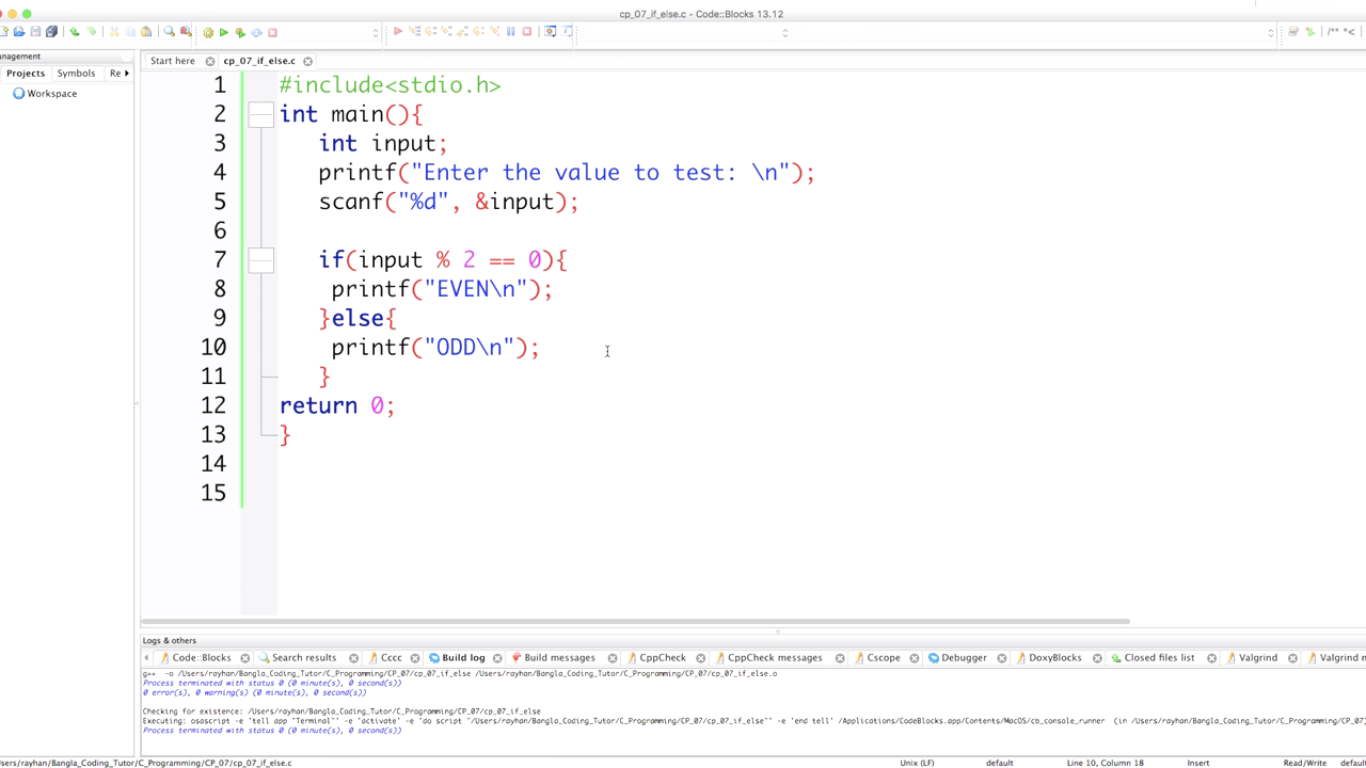 cp_07_if_else.c - Code::Blocks 13.12
/** *<
nagement
Start here cp_07_if_else.c
Projects Symbols Re
Workspace
1 #include<stdio.h>
2 int main(){
3 int input;
4 printf("Enter the value to test: \n");
5 scanf("%d", &input);
6
7 if(input % 2 == 0){
8 printf("EVEN\n");
9 }else{
10 printf("ODD\n");
11 }
12 return 0;
13 }
14
15
Logs & others
Code::Blocks Search results Cccc Build log Build messages CppCheck CppCheck messages Cscope Debugger DoxyBlocks Closed files list Valgrind Valgrind m
g++ -o /Users/rayhan/Bangla_Coding_Tutor/C_Programming/CP_07/cp_07_if_else /Users/rayhan/Bangla_Coding_Tutor/C_Programming/CP_07/cp_07_if_else.o
Process terminated with status 0 (0 minute(s), 0 second(s))
0 error(s), 0 warning(s) (0 minute(s), 0 second(s))
Checking for existence: /Users/rayhan/Bangla_Coding_Tutor/C_Programming/CP_07/cp_07_if_else
Executing: osascript -e 'tell app "Terminal"' -e 'activate' -e 'do script "/Users/rayhan/Bangla_Coding_Tutor/C_Programming/CP_07/cp_07_if_else"' -e 'end tell' /Applications/CodeBlocks.app/Contents/MacOS/cb_console_runner (in /Users/rayhan/Bangla_Coding_Tutor/C_Programming/CP_07)
Process terminated with status 0 (0 minute(s), 0 second(s))
sers/rayhan/Bangla_Coding_Tutor/C_Programming/CP_07/cp_07_if_else.c Unix (LF) default Line 10, Column 18 Insert Read/Write default